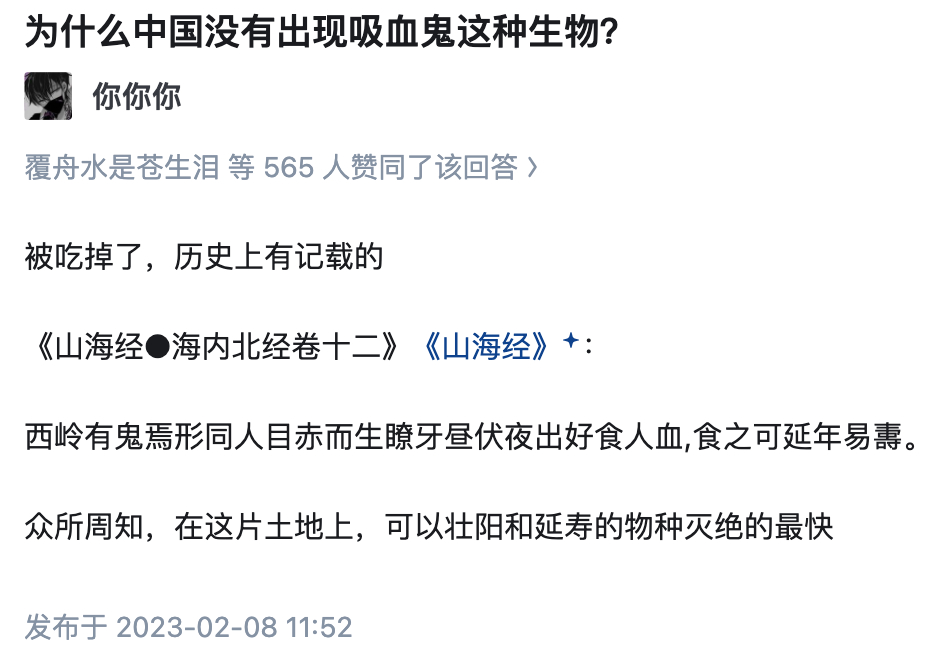 为什么中国没有出现吸血鬼这种生物?
你你你
覆舟水是苍生泪 等 565 人赞同了该回答 〉
被吃掉了，历史上有记载的
《山海经●海内北经卷十二》《山海经》✦：
西岭有鬼焉形同人目赤而生瞭牙昼伏夜出好食人血,食之可延年易壽。
众所周知，在这片土地上，可以壮阳和延寿的物种灭绝的最快
发布于 2023-02-08 11:52